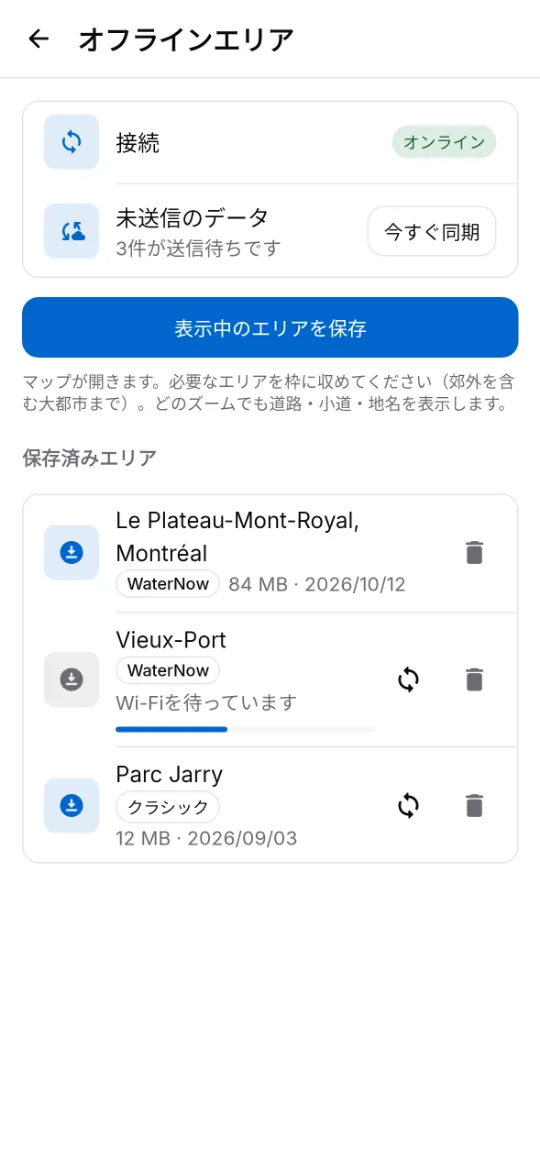 オフラインエリア
接続
オンライン
未送信のデータ
3件が送信待ちです
今すぐ同期
表示中のエリアを保存
マップが開きます。必要なエリアを枠に収めてください（郊外を含
む大都市まで）。どのズームでも道路・小道・地名を表示します。
保存済みエリア
Le Plateau-Mont-Royal,
Montréal
WaterNow 84 MB · 2026/10/12
Vieux-Port
WaterNow
Wi-Fiを待っています
Parc Jarry
クラシック
12 MB · 2026/09/03